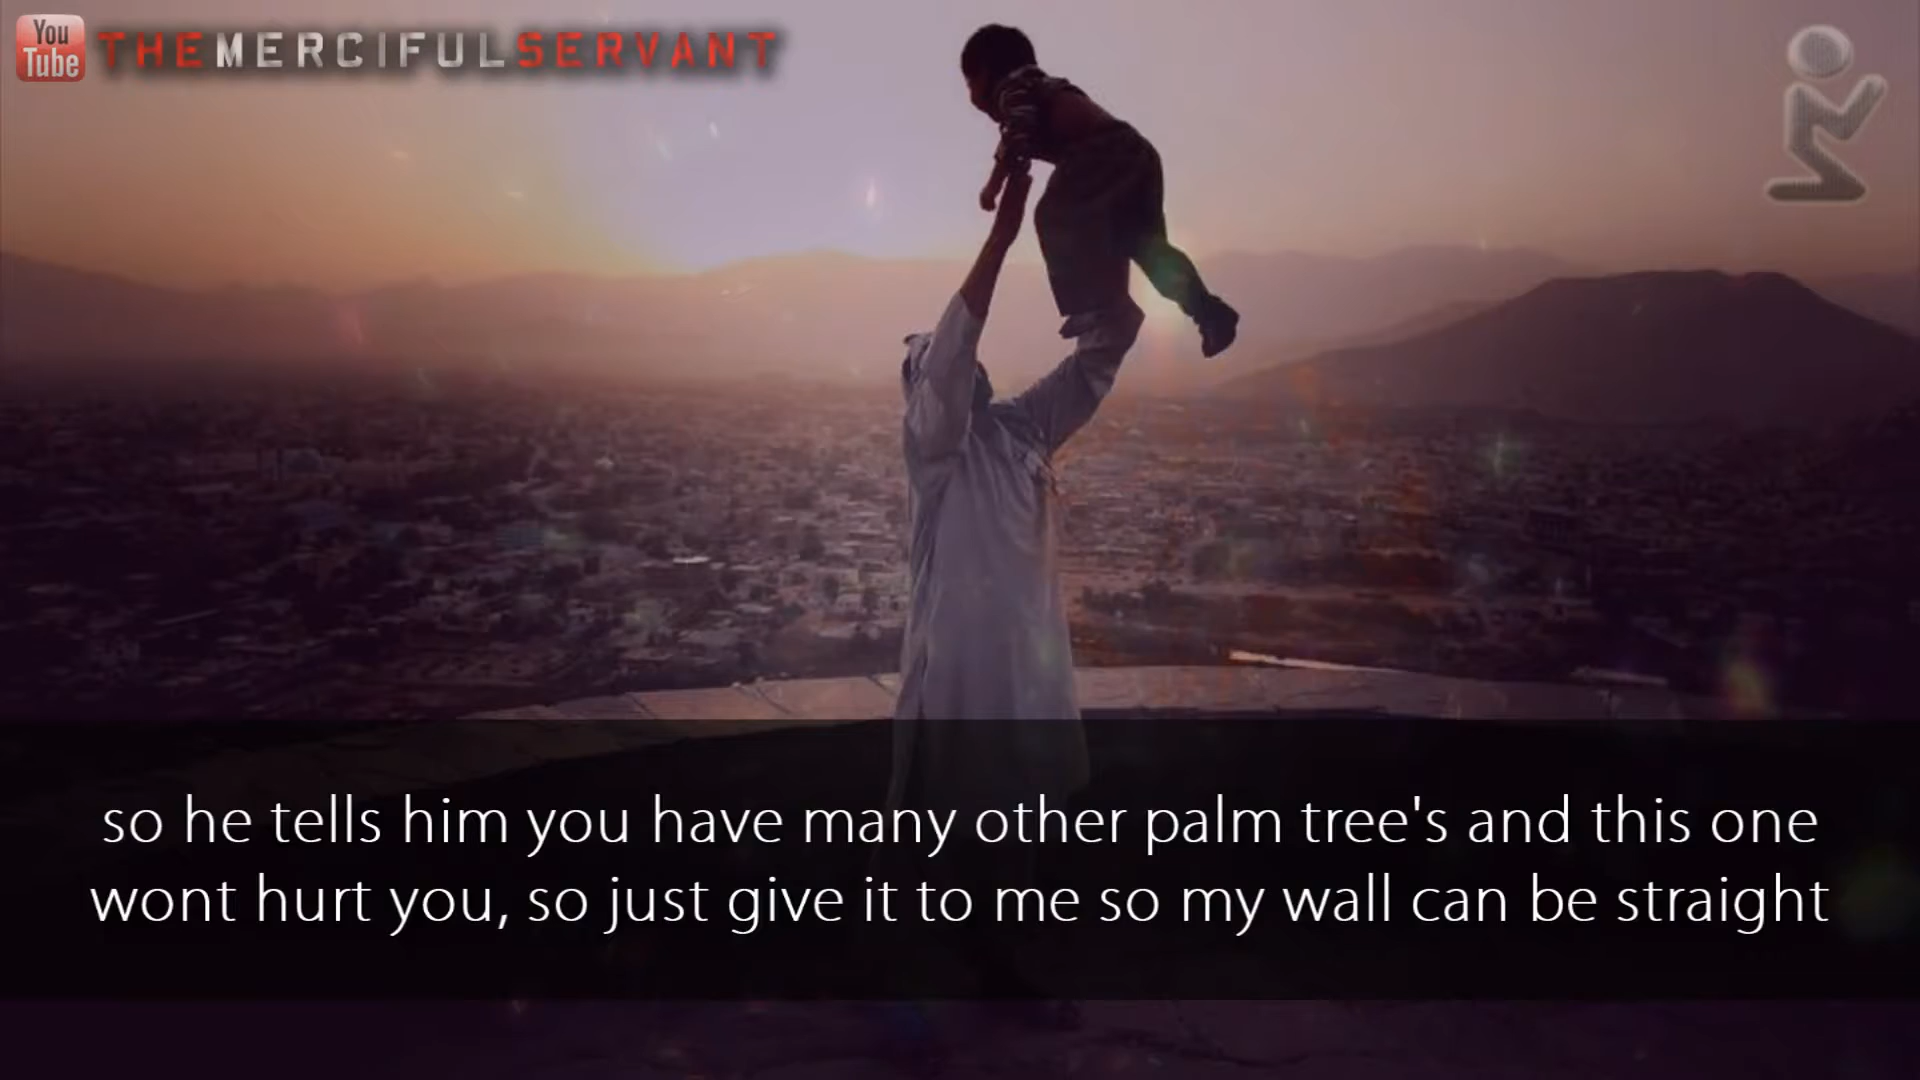 You
Tube
THEMERCIFULSERVANT
so he tells him you have many other palm tree's and this one
wont hurt you, so just give it to me so my wall can be straight